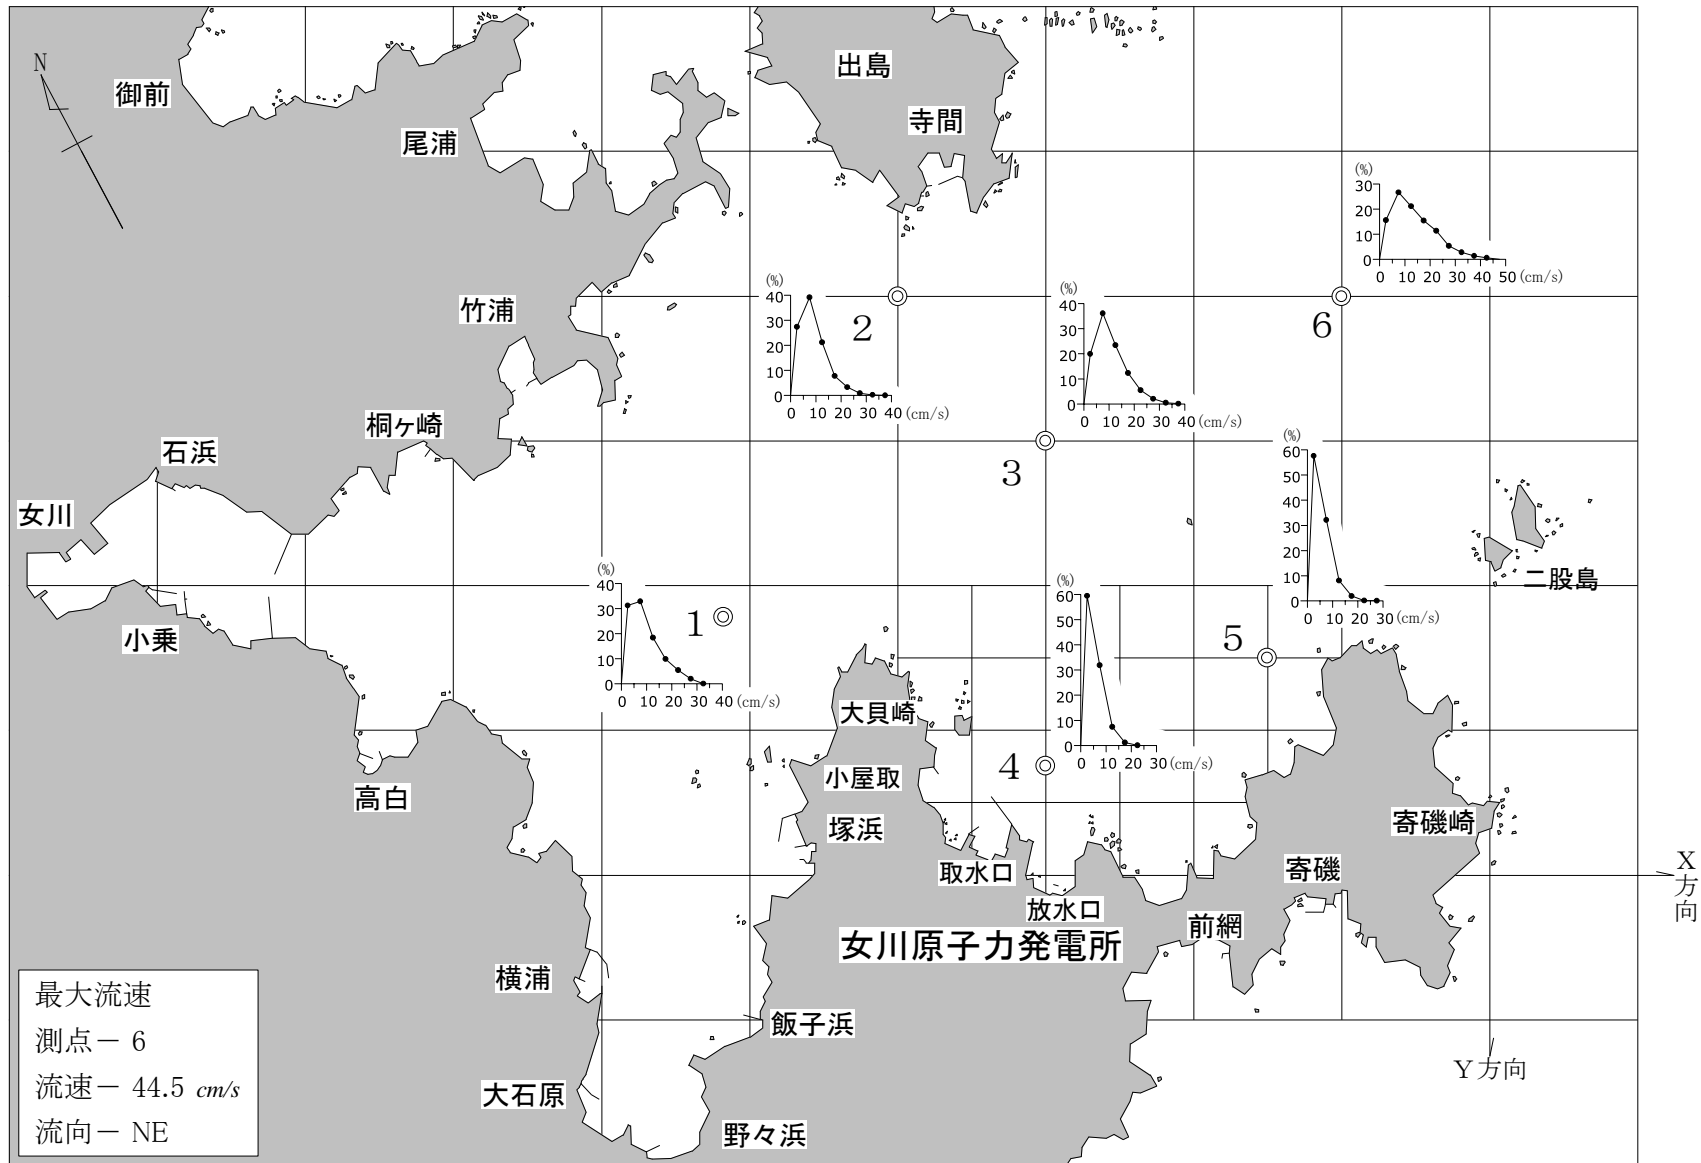 N
御前
尾浦
出島
寺間
(%)
30
20
10
0
0 10 20 30 40 50 (cm/s)
6
竹浦
(%)
40
30
20
10
0
0 10 20 30 40 (cm/s)
2
(%)
40
30
20
10
0
0 10 20 30 40 (cm/s)
3
桐ヶ崎
石浜
女川
(%)
60
50
40
30
20
10
0
0 10 20 30 (cm/s)
5
二股島
小乗
(%)
40
30
20
10
0
0 10 20 30 40 (cm/s)
1
(%)
60
50
40
30
20
10
0
0 10 20 30 (cm/s)
4
大貝崎
小屋取
高白
塚浜
寄磯崎
取水口
寄磯
X方向
放水口
前網
女川原子力発電所
横浦
飯子浜
Y方向
大石原
野々浜
最大流速
測点－ 6
流速－ 44.5 cm/s
流向－ NE